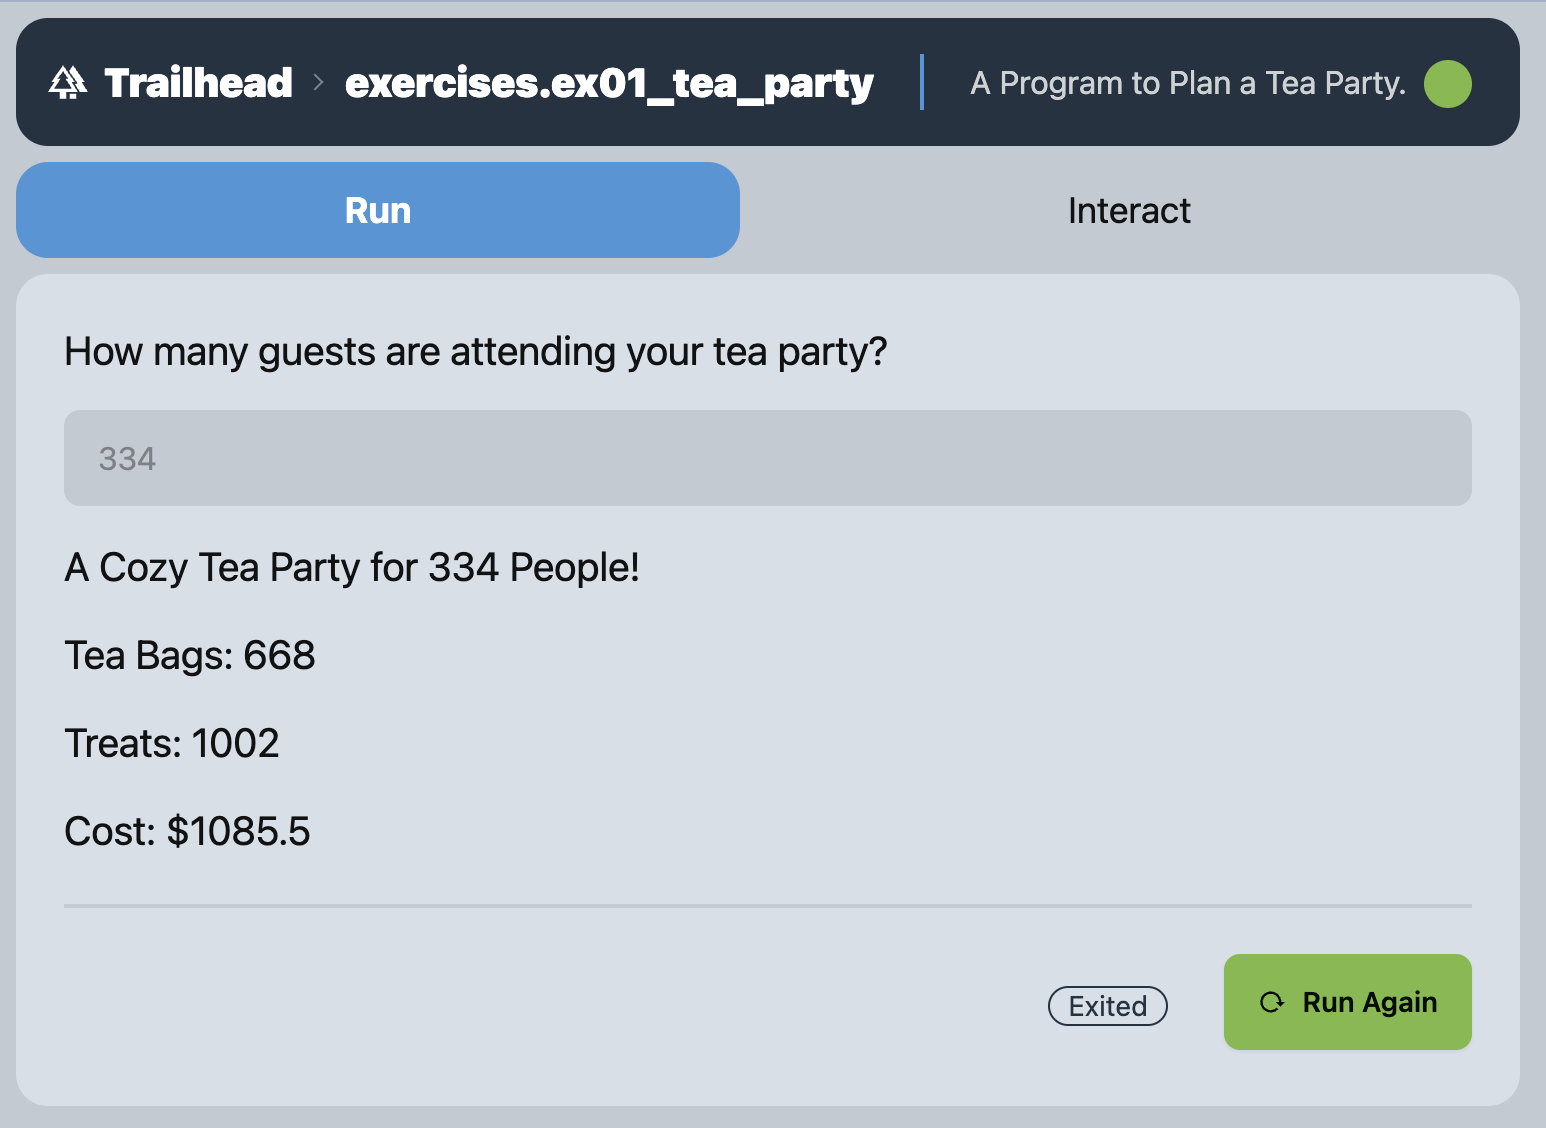 Trailhead > exercises.ex01_tea_party A Program to Plan a Tea Party.
Run Interact
How many guests are attending your tea party?
334
A Cozy Tea Party for 334 People!
Tea Bags: 668
Treats: 1002
Cost: $1085.5
Exited Run Again